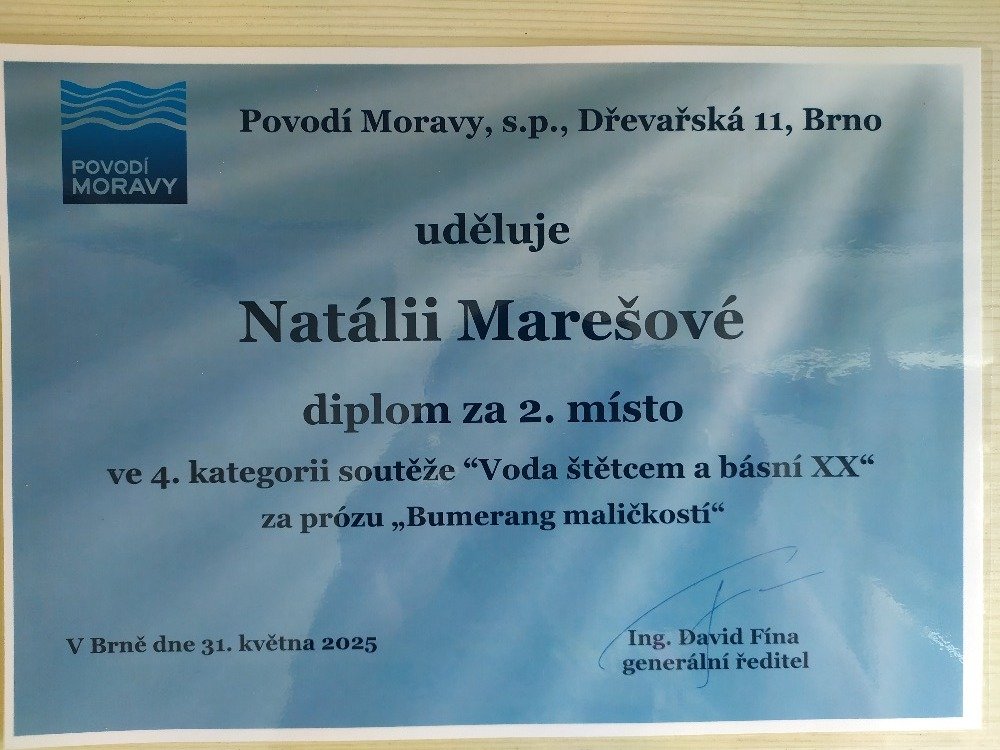 POVODÍ
MORAVY
Povodí Moravy, s.p., Dřevařská 11, Brno
uděluje
Natálii Marešové
diplom za 2. místo
ve 4. kategorii soutěže “Voda štětcem a básní XX“
za prózu „Bumerang maličkostí“
V Brně dne 31. května 2025
Ing. David Fína
generální ředitel